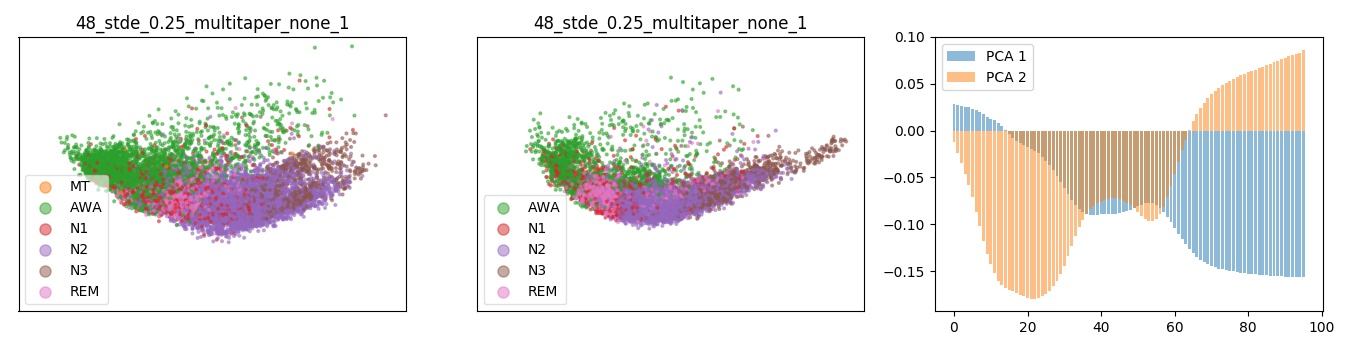 48_stde_0.25_multitaper_none_1
MT
AWA
N1
N2
N3
REM
48_stde_0.25_multitaper_none_1
AWA
N1
N2
N3
REM
PCA 1
PCA 2
0.10
0.05
0.00
−0.05
−0.10
−0.15
0
20
40
60
80
100